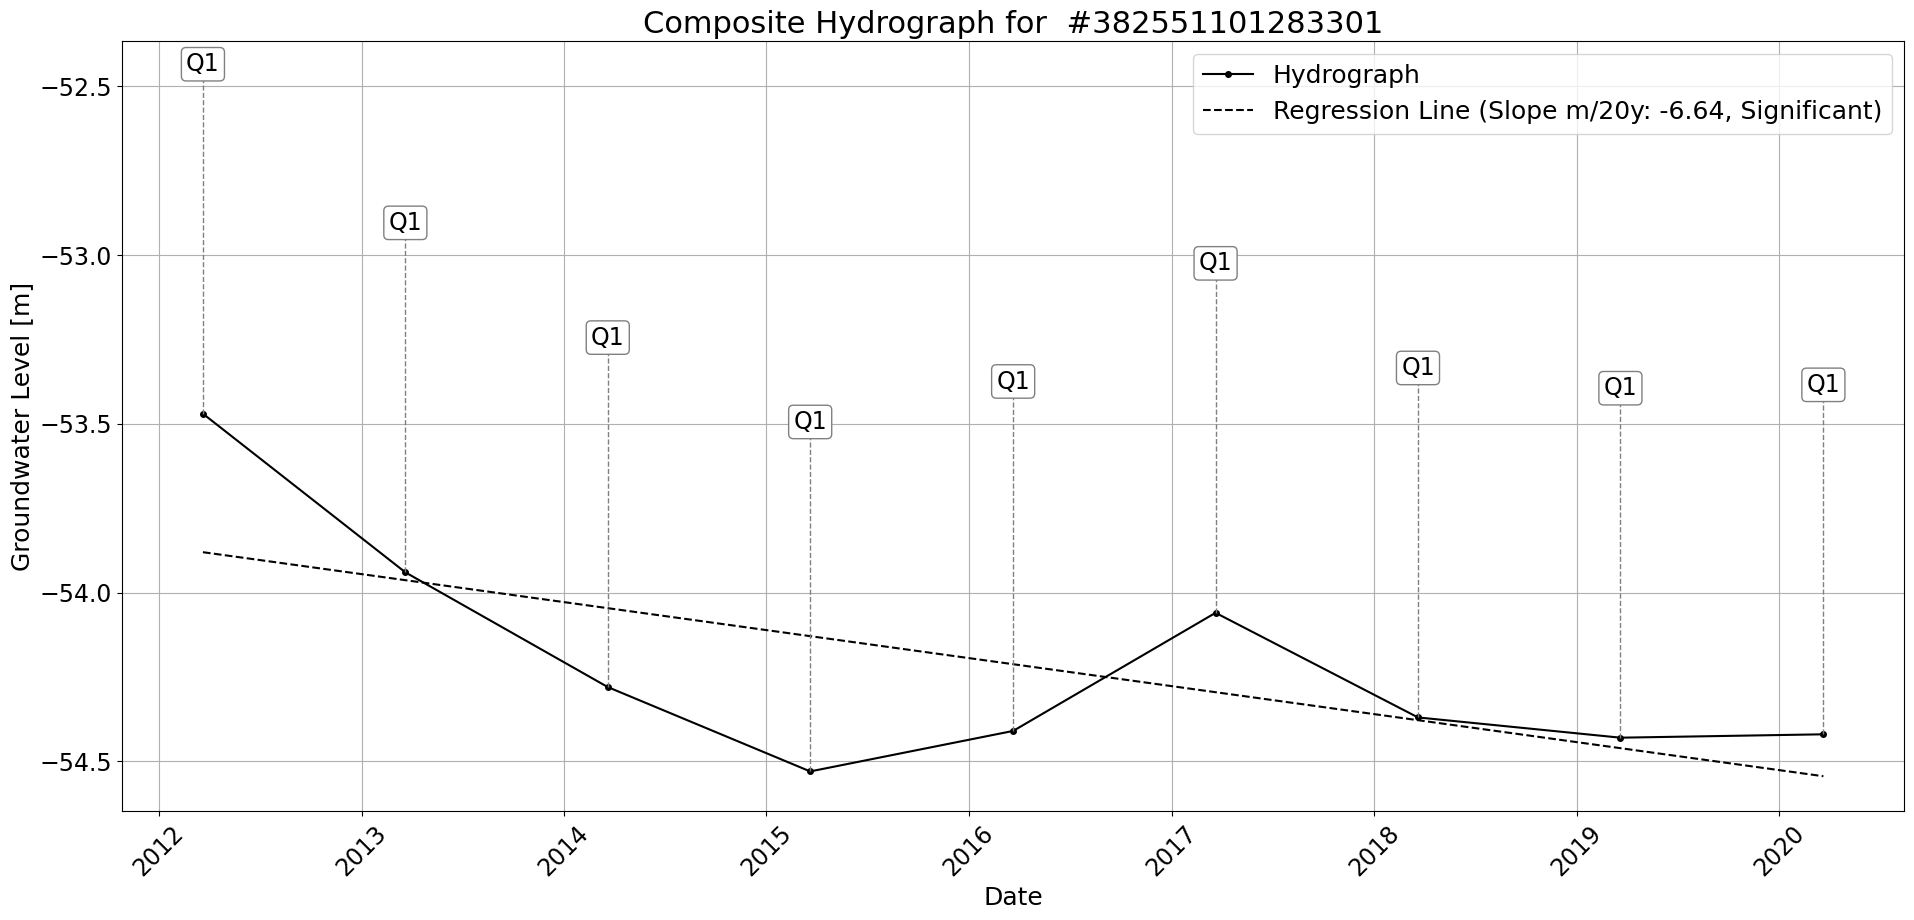 Composite Hydrograph for  #382551101283301
Hydrograph
Regression Line (Slope m/20y: -6.64, Significant)
Groundwater Level [m]
−52.5
−53.0
−53.5
−54.0
−54.5
Q1
Q1
Q1
Q1
Q1
Q1
Q1
Q1
Q1
2012
2013
2014
2015
2016
2017
2018
2019
2020
Date